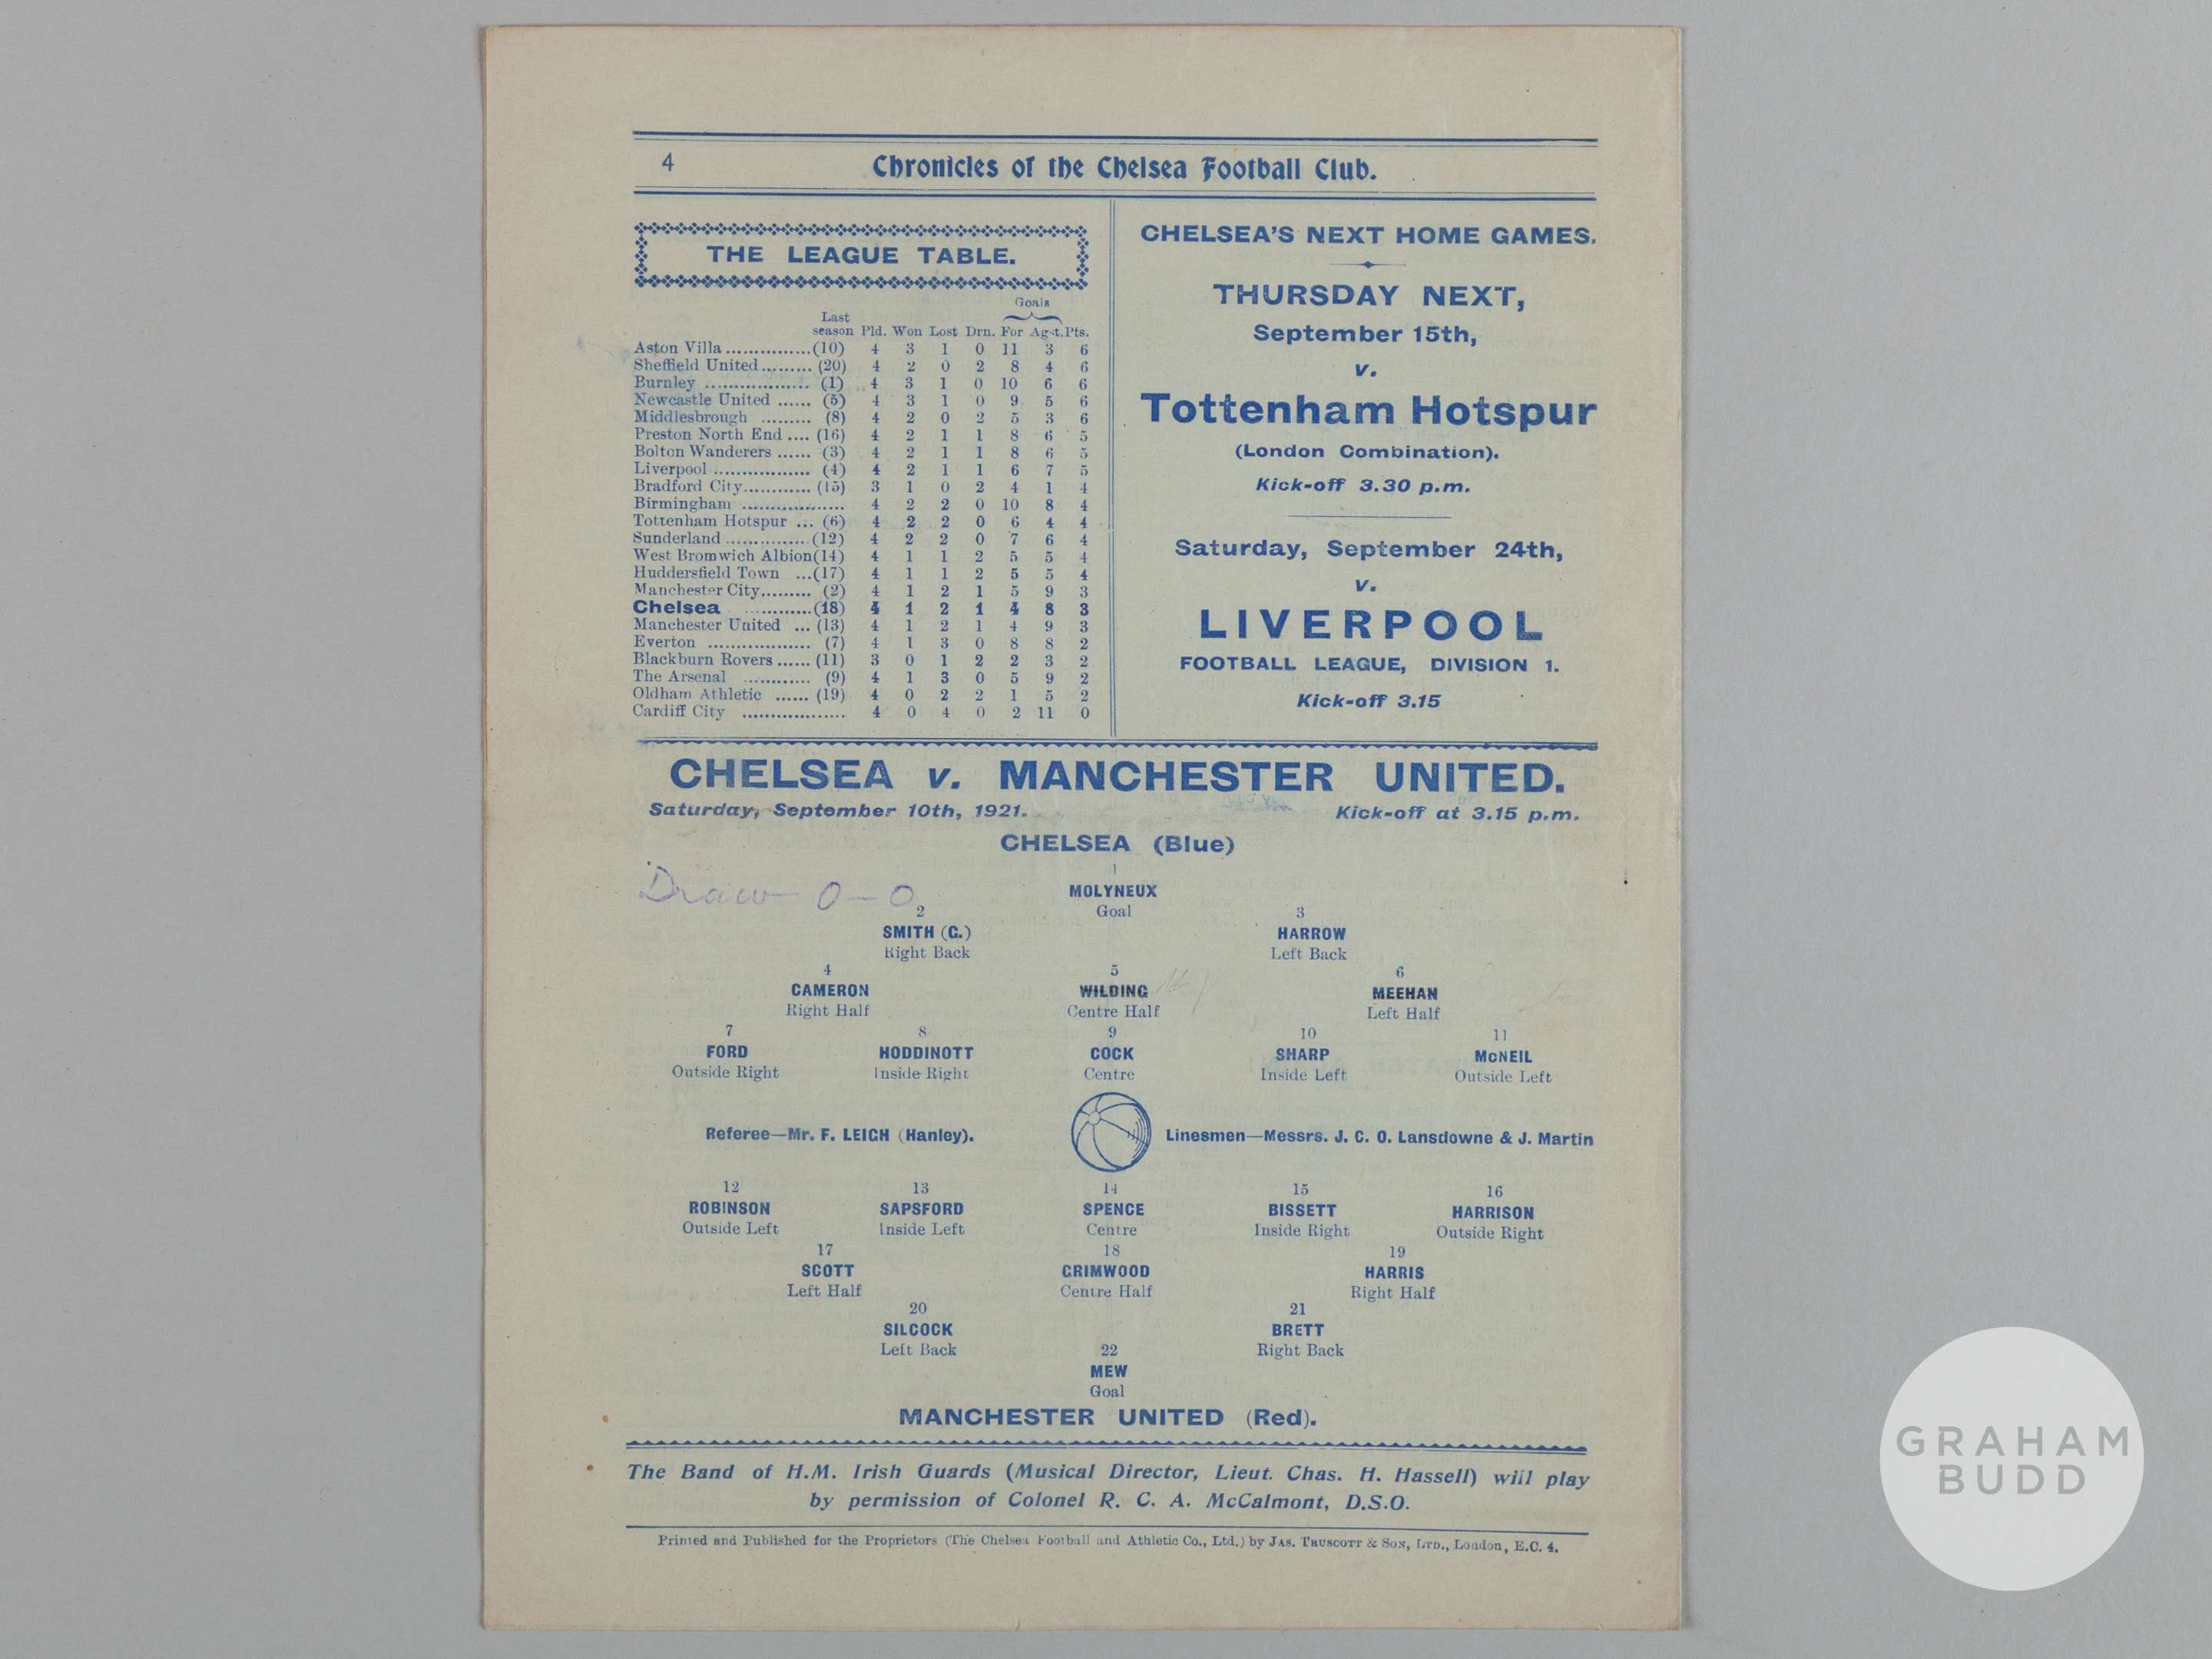 4 Chronicles of the Chelsea Football Club.
THE LEAGUE TABLE.
Goals
Last
season Pld. Won Lost Drn. For Agst. Pts.
Aston Villa ............... (10) 4 3 1 0 11 3 6
Sheffield United ......... (20) 4 2 0 2 8 4 6
Burnley .................. (1) 4 3 1 0 10 6 6
Newcastle United ...... (5) 4 3 1 0 9 5 6
Middlesbrough ......... (8) 4 2 0 2 5 3 6
Preston North End .... (16) 4 2 1 1 8 6 5
Bolton Wanderers ...... (3) 4 2 1 1 8 6 5
Liverpool ................. (4) 4 2 1 1 6 7 5
Bradford City ............ (15) 3 1 0 2 4 1 4
Birmingham .................. 4 2 2 0 10 8 4
Tottenham Hotspur ... (6) 4 2 2 0 6 4 4
Sunderland ............... (12) 4 2 2 0 7 6 4
West Bromwich Albion (14) 4 1 1 2 5 5 4
Huddersfield Town ... (17) 4 1 1 2 5 5 4
Manchester City ......... (2) 4 1 2 1 5 9 3
Chelsea ............ (18) 4 1 2 1 4 8 3
Manchester United ... (13) 4 1 2 1 4 9 3
Everton .................. (7) 4 1 3 0 8 8 2
Blackburn Rovers ...... (11) 3 0 1 2 2 3 2
The Arsenal ............ (9) 4 1 3 0 5 9 2
Oldham Athletic ...... (19) 4 0 2 2 1 5 2
Cardiff City .................. 4 0 4 0 2 11 0
CHELSEA'S NEXT HOME GAMES.
THURSDAY NEXT,
September 15th,
v.
Tottenham Hotspur
(London Combination).
Kick-off 3.30 p.m.
Saturday, September 24th,
v.
LIVERPOOL
FOOTBALL LEAGUE, DIVISION 1.
Kick-off 3.15
CHELSEA v. MANCHESTER UNITED.
Saturday, September 10th, 1921. Kick-off at 3.15 p.m.
CHELSEA (Blue)
Draw 0-0
1
MOLYNEUX
Goal
2 3
SMITH (G.) HARROW
Right Back Left Back
4 5 6
CAMERON WILDING MEEHAN
Right Half Centre Half Left Half
7 8 9 10 11
FORD HODDINOTT COCK SHARP McNEIL
Outside Right Inside Right Centre Inside Left Outside Left
Referee—Mr. F. LEIGH (Hanley). Linesmen—Messrs. J. C. O. Lansdowne & J. Martin
12 13 14 15 16
ROBINSON SAPSFORD SPENCE BISSETT HARRISON
Outside Left Inside Left Centre Inside Right Outside Right
17 18 19
SCOTT GRIMWOOD HARRIS
Left Half Centre Half Right Half
20 21
SILCOCK BRETT
Left Back Right Back
22
MEW
Goal
MANCHESTER UNITED (Red).
The Band of H.M. Irish Guards (Musical Director, Lieut. Chas. H. Hassell) will play
by permission of Colonel R. C. A. McCalmont, D.S.O.
Printed and Published for the Proprietors (The Chelsea Football and Athletic Co., Ltd.) by JAS. TRUSCOTT & SON, LTD., London, E.C. 4.
GRAHAM
BUDD